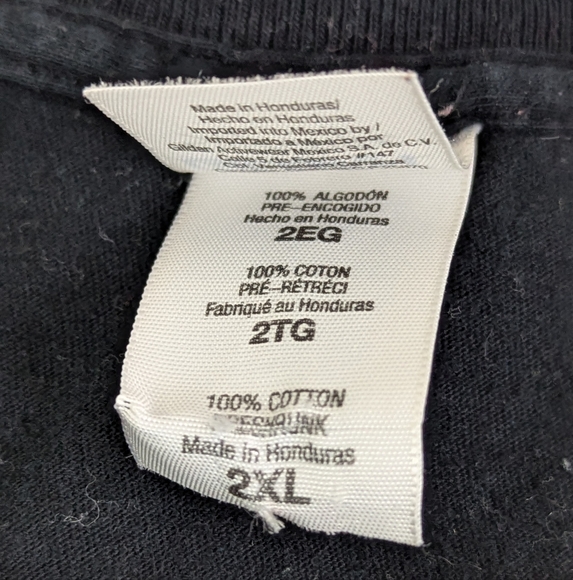 Made in Honduras/
Hecho en Honduras
Imported into Mexico by /
Importado a México por
Gildan Activewear Mexico S.A. de C.V.
Calle 5 de Febrero #147
Carranza
100% ALGODÓN
PRE-ENCOGIDO
Hecho en Honduras
2EG
100% COTON
PRÉ-RÉTRÉCI
Fabriqué au Honduras
2TG
100% COTTON
PRESHRUNK
Made in Honduras
2XL